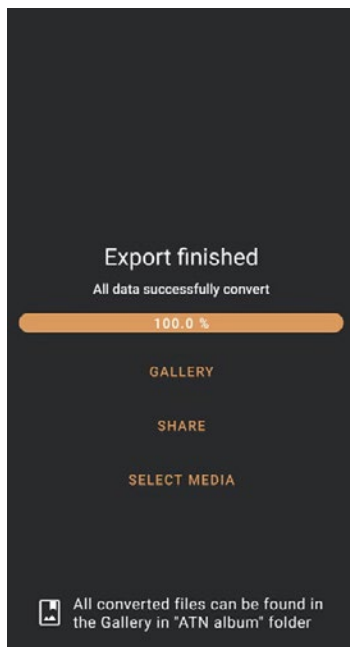 Export finished
All data successfully convert
100.0 %
GALLERY
SHARE
SELECT MEDIA
All converted files can be found in
the Gallery in "ATN album" folder